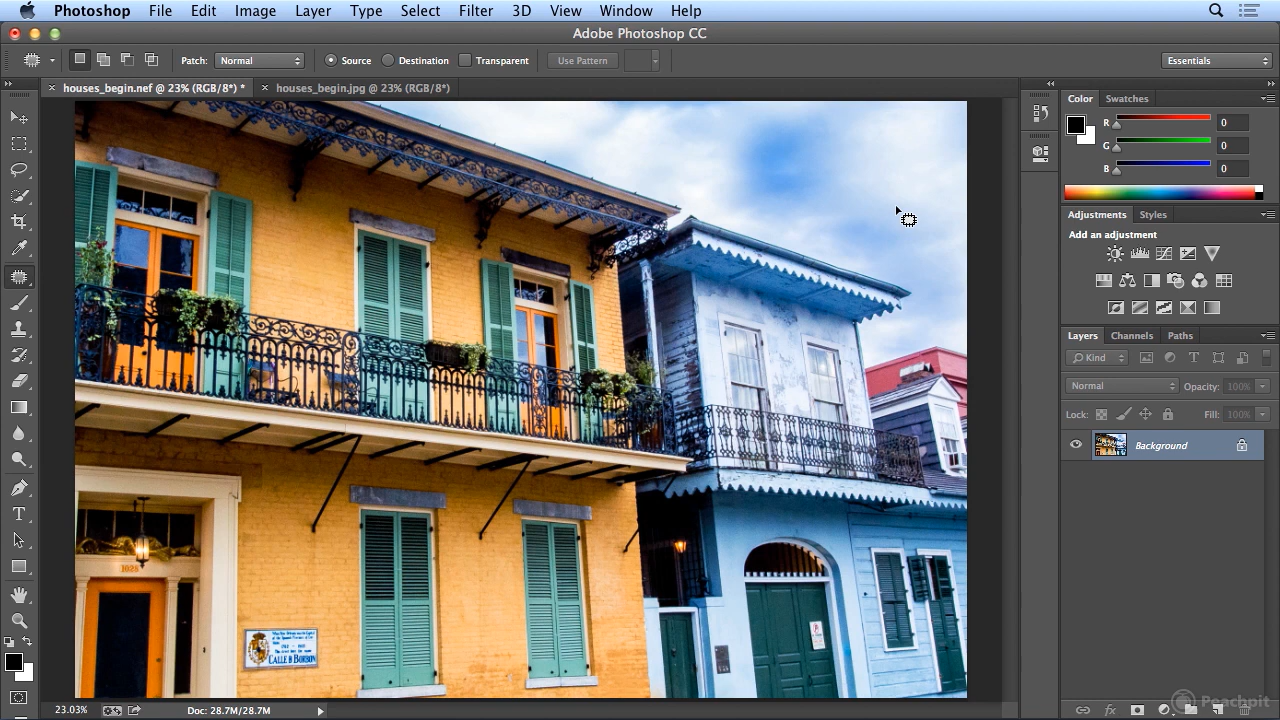 Photoshop File Edit Image Layer Type Select Filter 3D View Window Help
Adobe Photoshop CC
Patch: Normal Source Destination Transparent Use Pattern Essentials
houses_begin.nef @ 23% (RGB/8*) * houses_begin.jpg @ 23% (RGB/8*)
Color Swatches
R 0
G 0
B 0
Adjustments Styles
Add an adjustment
Layers Channels Paths
Kind
Normal Opacity: 100%
Lock: Fill: 100%
Background
1028
CALLE D BORBON
23.03% Doc: 28.7M/28.7M
Peachpit